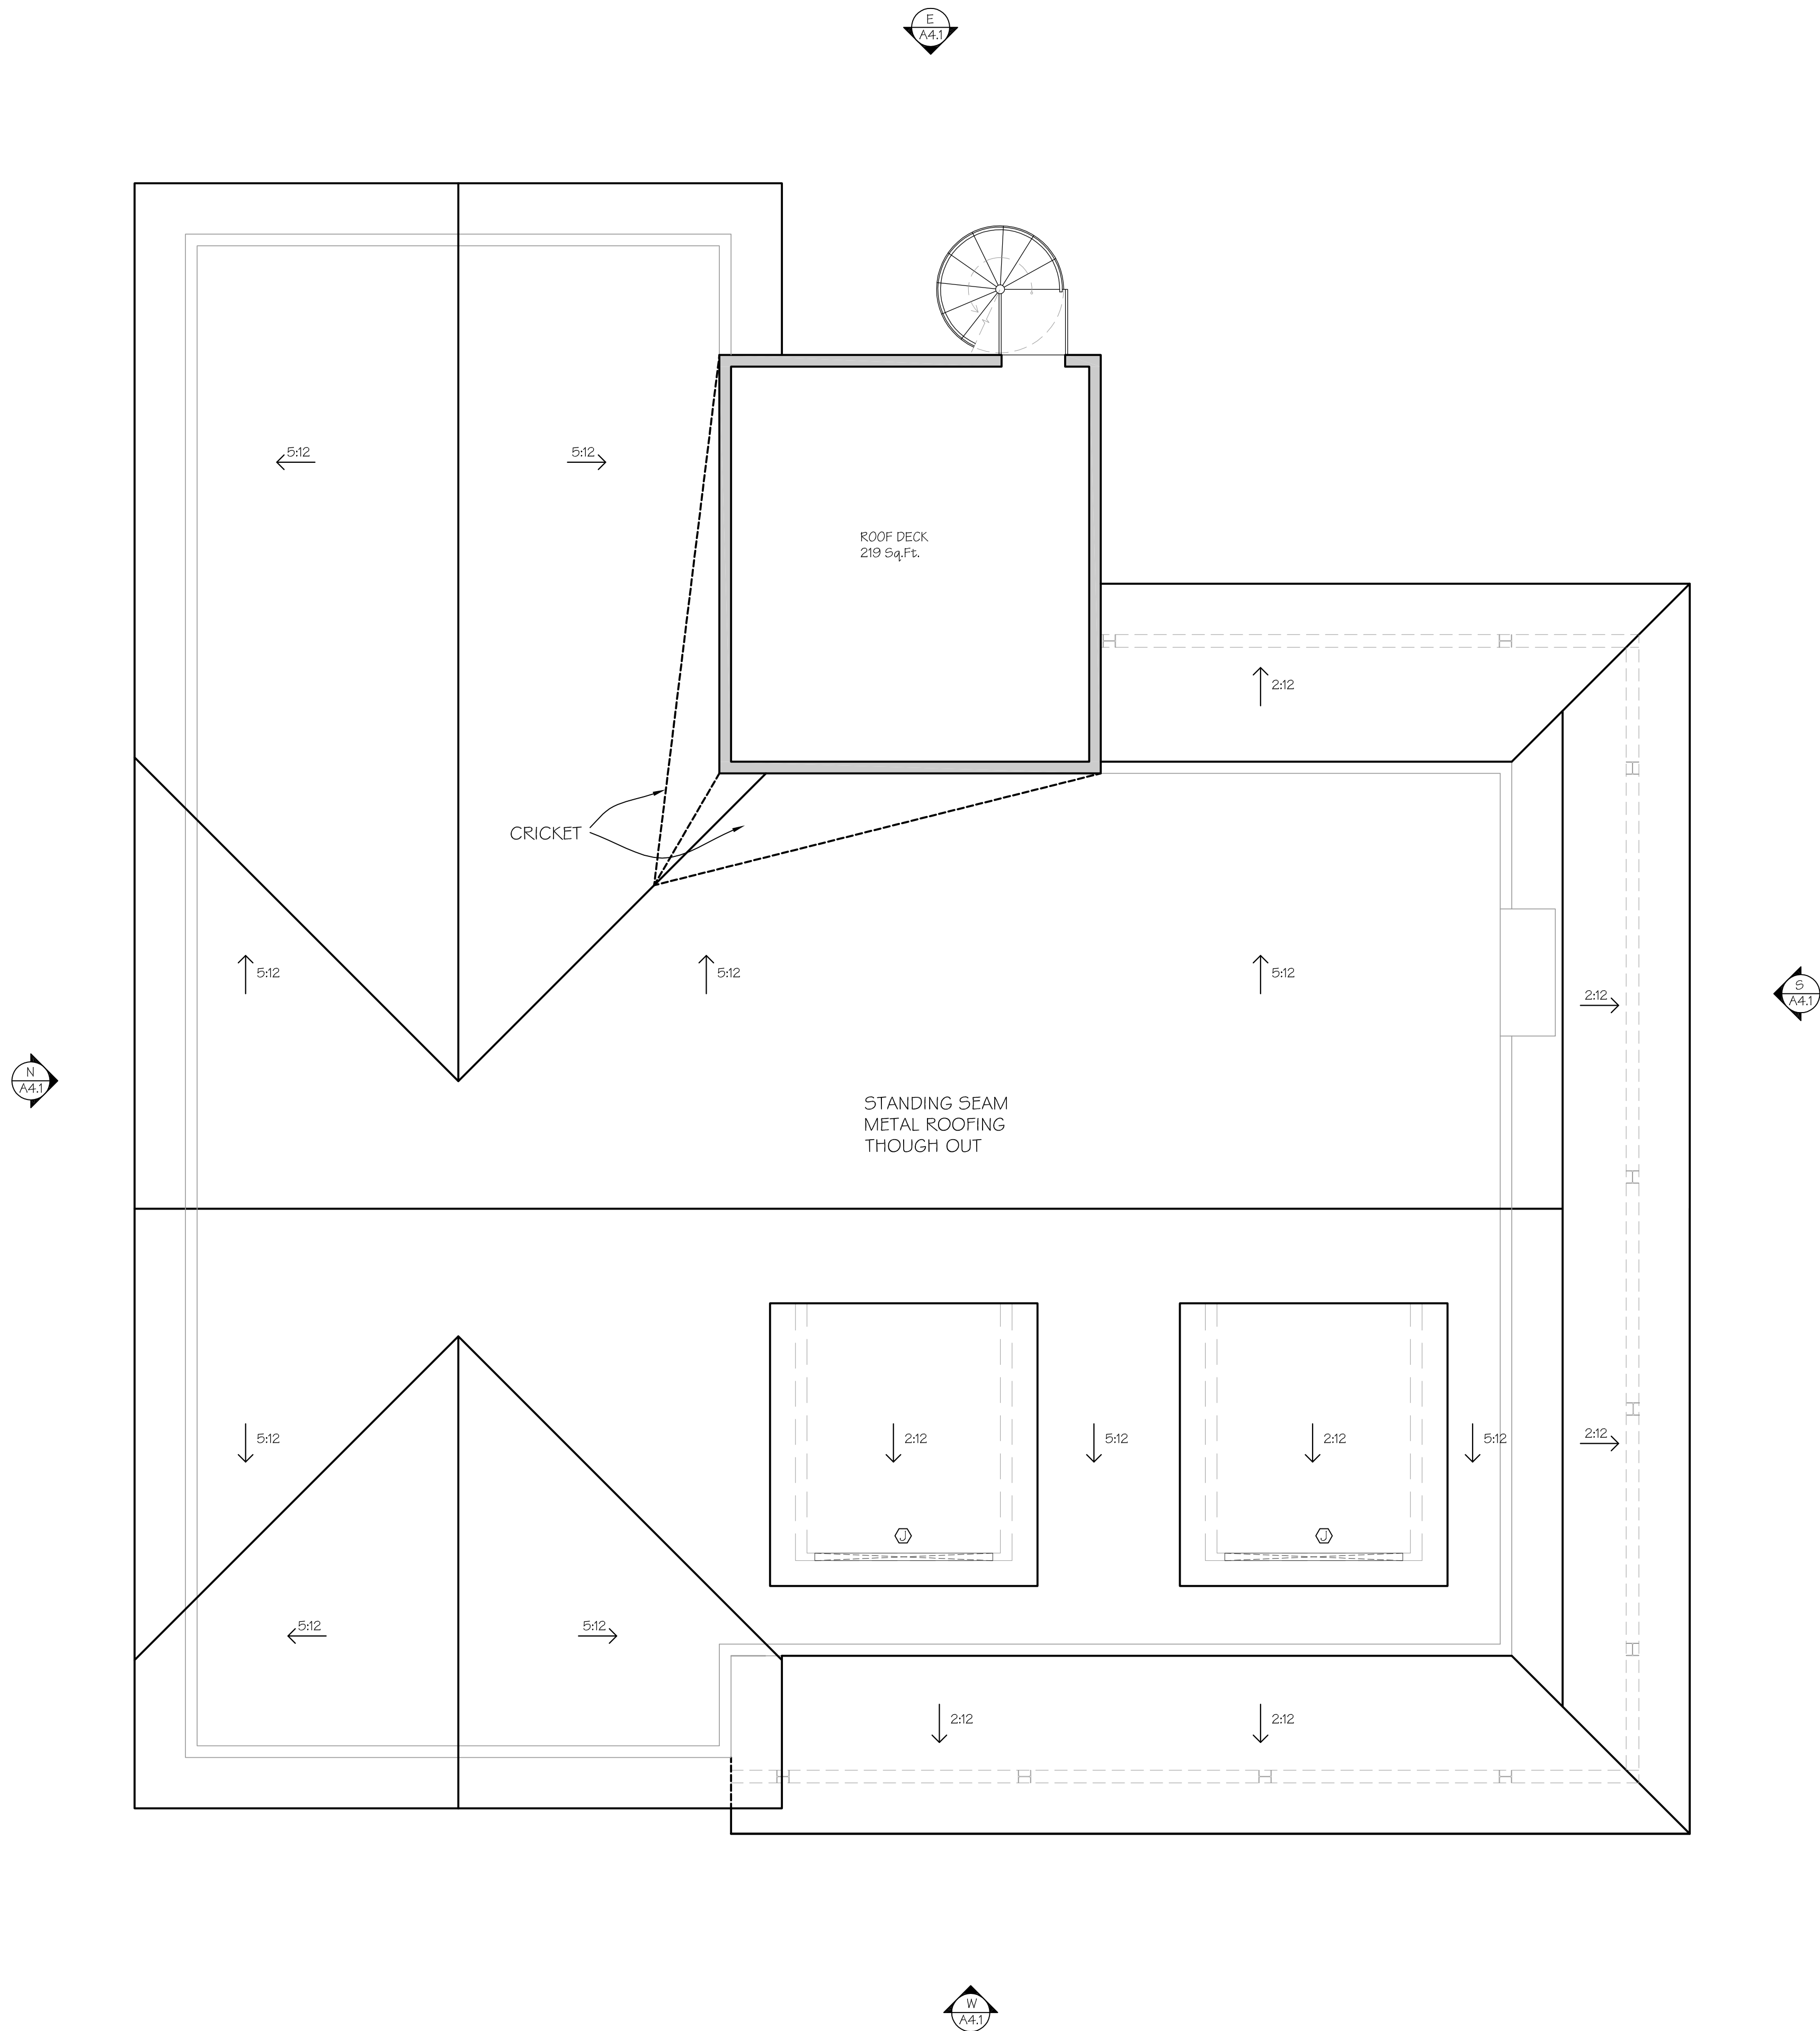 E
A4.1
5:12
5:12
ROOF DECK
219 Sq.Ft.
2:12
CRICKET
5:12
5:12
5:12
2:12
S
A4.1
N
A4.1
STANDING SEAM
METAL ROOFING
THOUGH OUT
5:12
2:12
5:12
2:12
5:12
2:12
J
J
5:12
5:12
2:12
2:12
W
A4.1